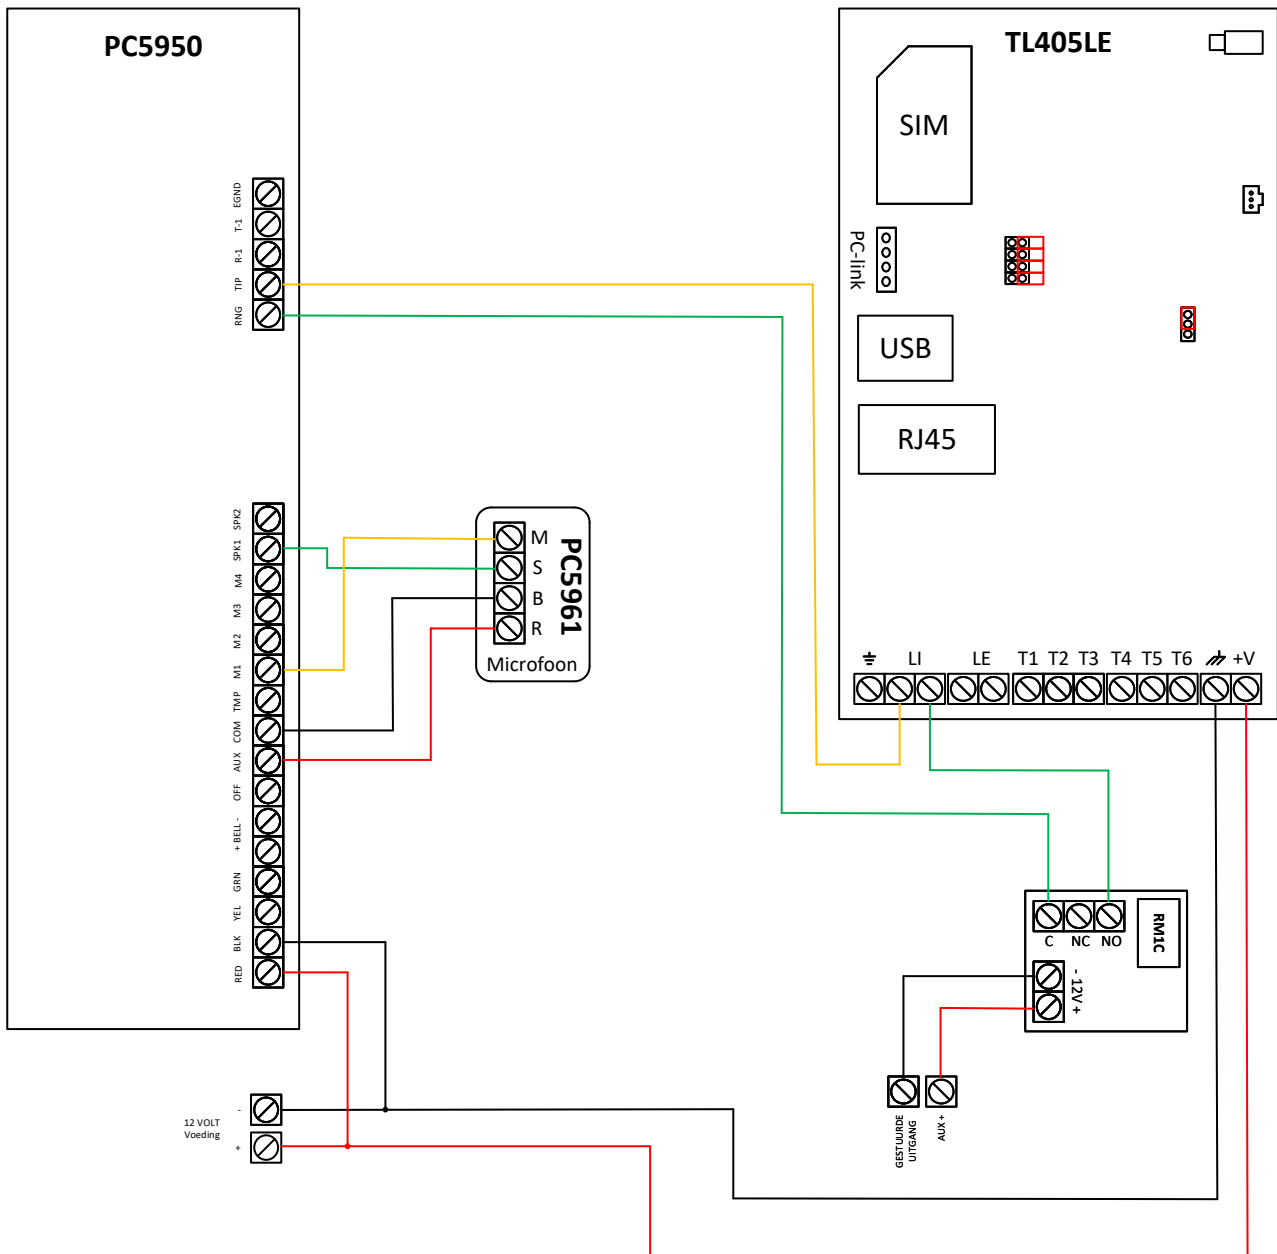 PC5950
EGND
T-1
R-1
TIP
RNG
SPK2
SPK1
M4
M3
M2
M1
TMP
COM
AUX
OFF
+ BELL -
GRN
YEL
BLK
RED
12 VOLT
Voeding
-
+
PC5961
M
S
B
R
Microfoon
TL405LE
SIM
PC-link
USB
RJ45
LI
LE
T1
T2
T3
T4
T5
T6
+V
C
NC
NO
RM1C
- 12V +
GESTUURDE
UITGANG
AUX +